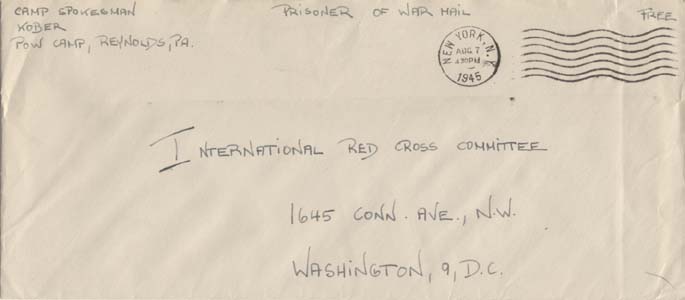 CAMP SPOKESMAN
KOBER
POW CAMP, REYNOLDS, PA.
PRISONER OF WAR MAIL
FREE
NEW YORK, N.Y.
AUG 7
4 30 PM
1945
INTERNATIONAL RED CROSS COMMITTEE
1645 CONN. AVE., N.W.
WASHINGTON, 9, D.C.